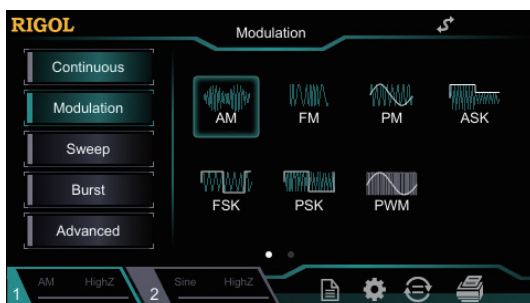 RIGOL
Modulation
Continuous
Modulation
Sweep
Burst
Advanced
AM FM PM ASK
FSK PSK PWM
1 AM HighZ 2 Sine HighZ